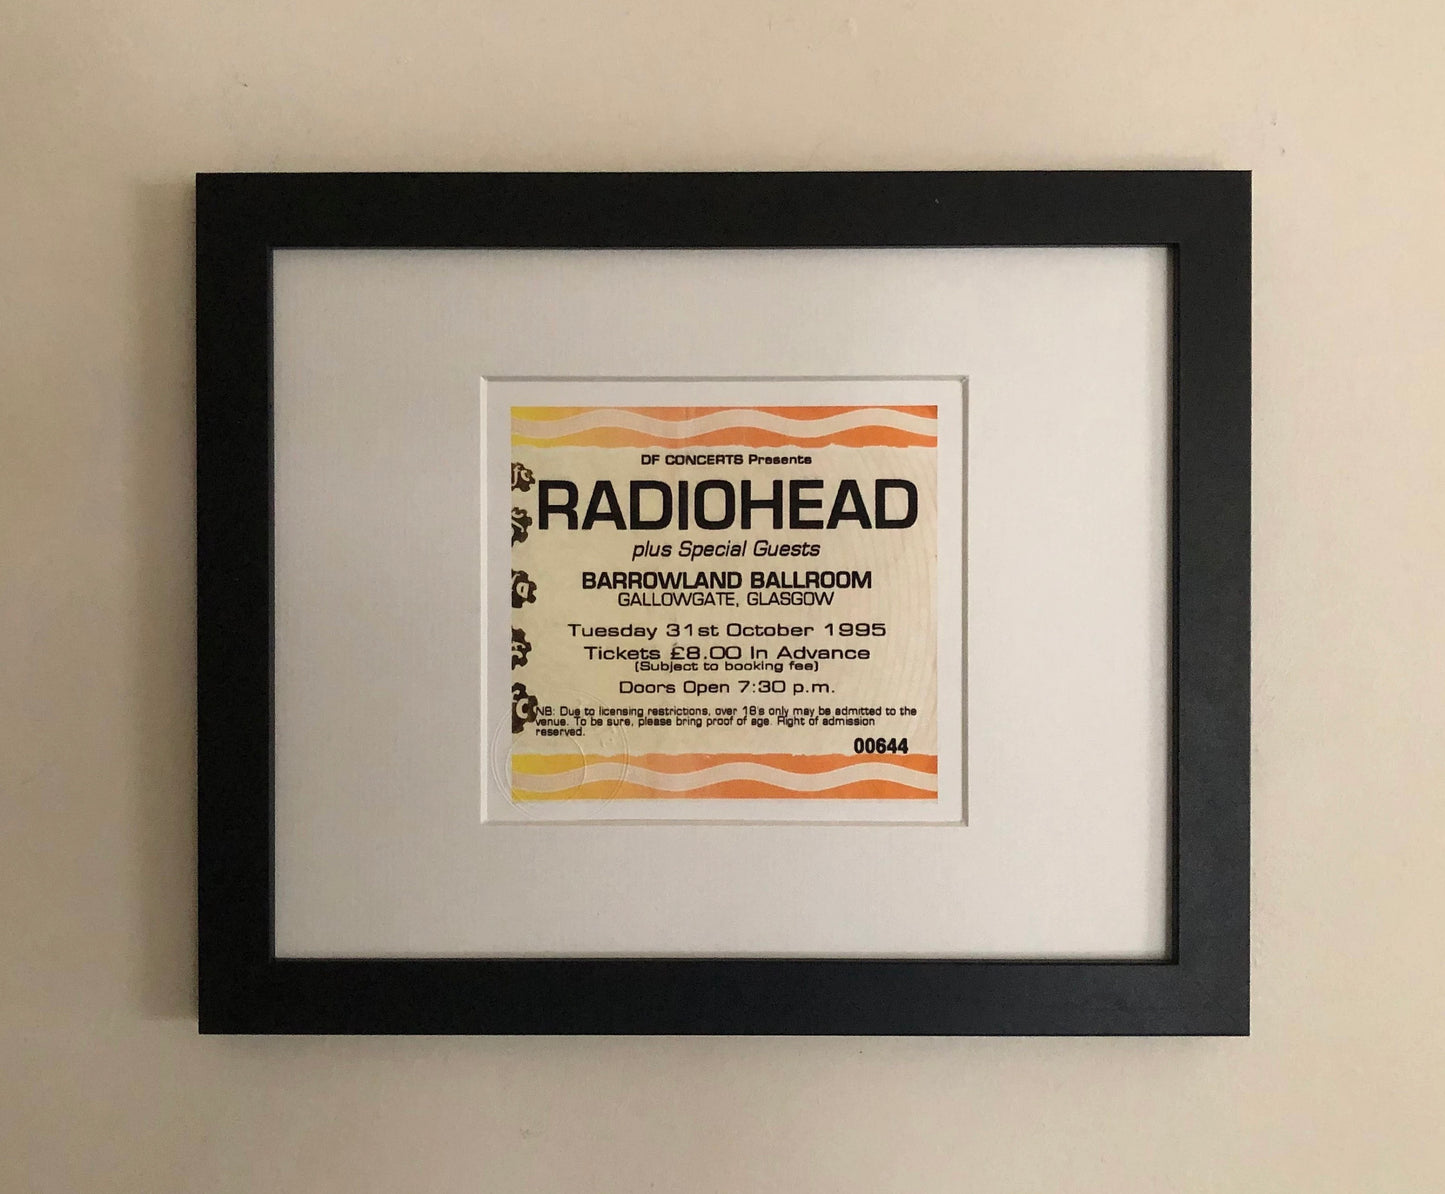 DF CONCERTS Presents
RADIOHEAD
plus Special Guests
BARROWLAND BALLROOM
GALLOWGATE, GLASGOW
Tuesday 31st October 1995
Tickets £8.00 In Advance
(Subject to booking fee)
Doors Open 7:30 p.m.
NB: Due to licensing restrictions, over 18's only may be admitted to the
venue. To be sure, please bring proof of age. Right of admission
reserved.
00644